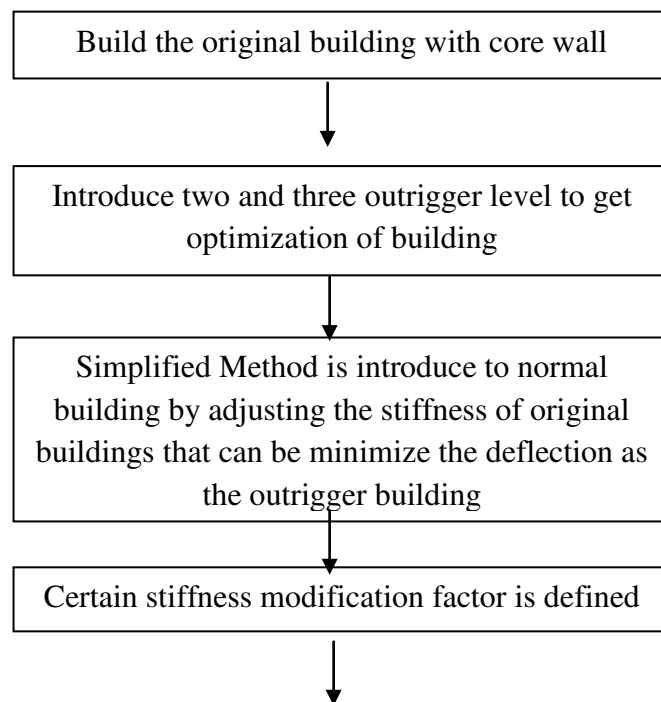 Build the original building with core wall
Introduce two and three outrigger level to get
optimization of building
Simplified Method is introduce to normal
building by adjusting the stiffness of original
buildings that can be minimize the deflection as
the outrigger building
Certain stiffness modification factor is defined